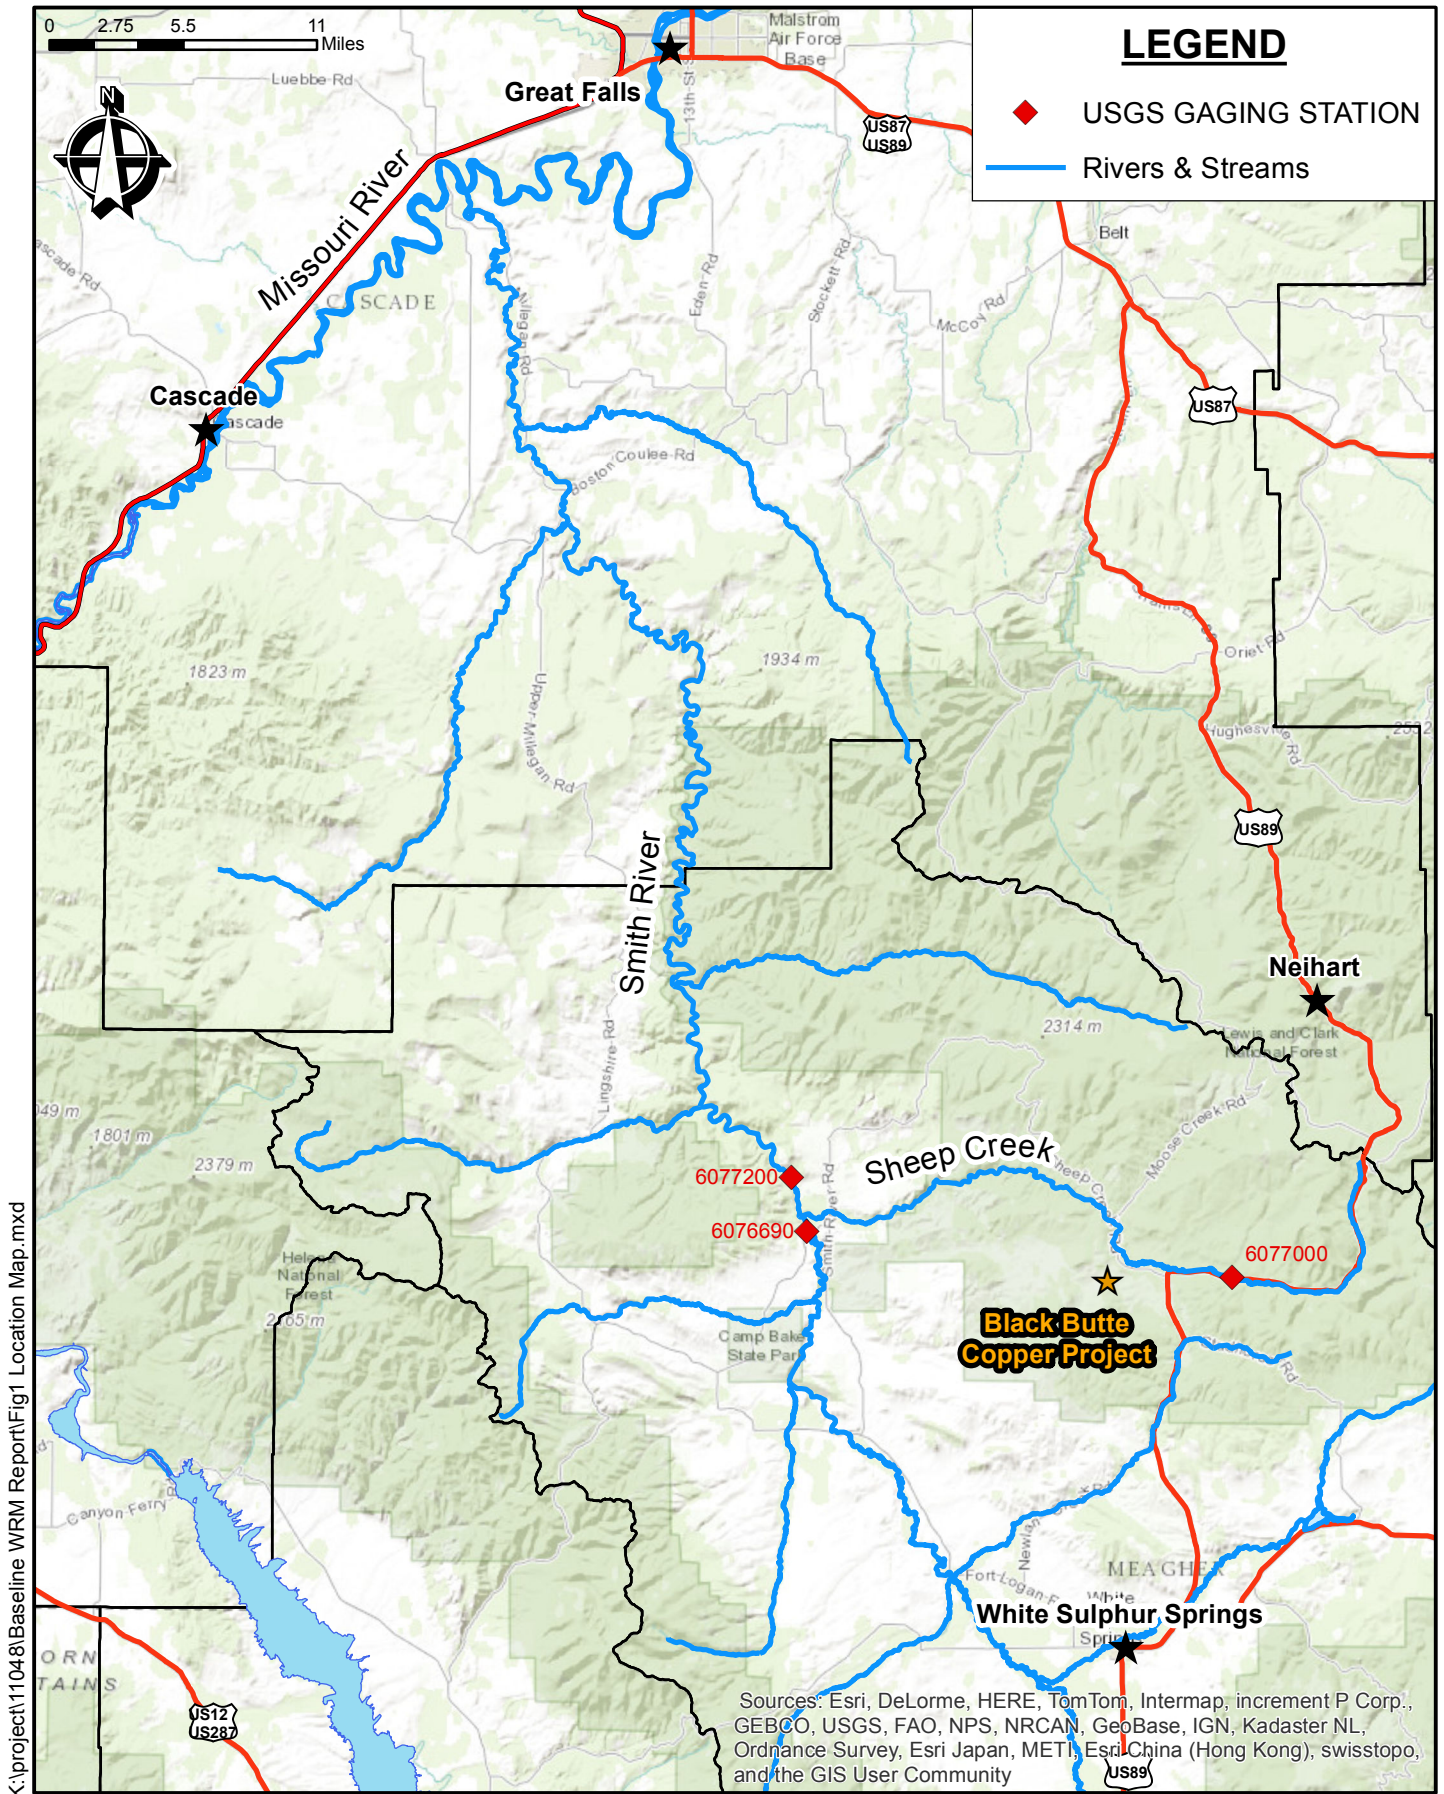 0 2.75 5.5 11
Miles
N
LEGEND
USGS GAGING STATION
Rivers & Streams
Malstrom
Air Force
Base
Great Falls
13th-St-S
Luebbe Rd
US87
US89
Missouri River
Belt
CASCADE
Millegan Rd
Eden Rd
Stockett Rd
McCoy Rd
Cascade
US87
Boston Coulee Rd
Oriet Rd
1823 m
1934 m
Upper Millegan Rd
Hughesville Rd
US89
Smith River
Neihart
2314 m
Lewis and Clark
National Forest
Lingshire Rd
1801 m
2379 m
Moose Creek Rd
Sheep Creek
6077200
Smith River Rd
6076690
6077000
Helena
National
Forest
2165 m
Black Butte
Copper Project
Camp Baker
State Park
Canyon-Ferry
MEAGHER
White
White Sulphur Springs
US12
US287
US89
Sources: Esri, DeLorme, HERE, TomTom, Intermap, increment P Corp.,
GEBCO, USGS, FAO, NPS, NRCAN, GeoBase, IGN, Kadaster NL,
Ordnance Survey, Esri Japan, METI, Esri China (Hong Kong), swisstopo,
and the GIS User Community
K:\project\11048\Baseline WRM Report\Fig1 Location Map.mxd